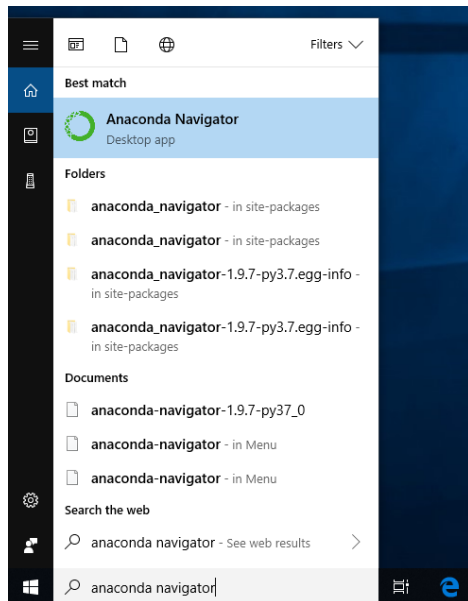 Filters
Best match
Anaconda Navigator
Desktop app
Folders
anaconda_navigator - in site-packages
anaconda_navigator - in site-packages
anaconda_navigator-1.9.7-py3.7.egg-info -
in site-packages
anaconda_navigator-1.9.7-py3.7.egg-info -
in site-packages
Documents
anaconda-navigator-1.9.7-py37_0
anaconda-navigator - in Menu
anaconda-navigator - in Menu
Search the web
anaconda navigator - See web results
anaconda navigator